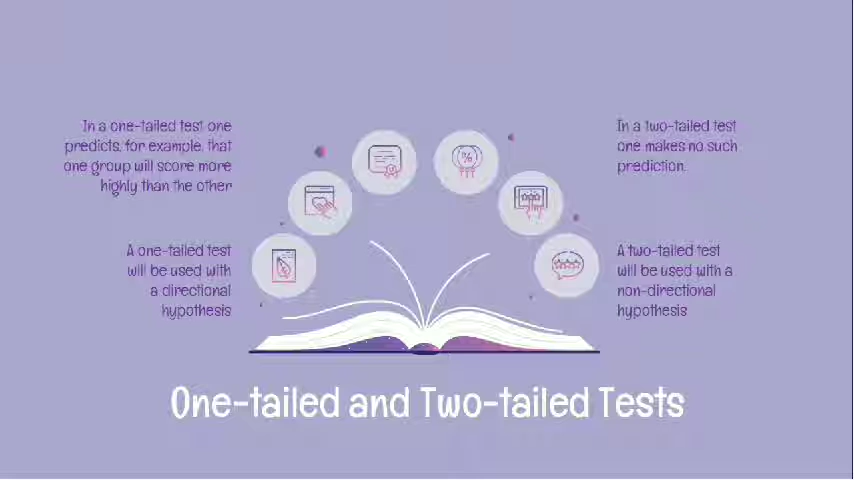 In a one-tailed test one
predicts, for example, that
one group will score more
highly than the other
A one-tailed test
will be used with
a directional
hypothesis
In a two-tailed test
one makes no such
prediction.
A two-tailed test
will be used with a
non-directional
hypothesis
%
One-tailed and Two-tailed Tests